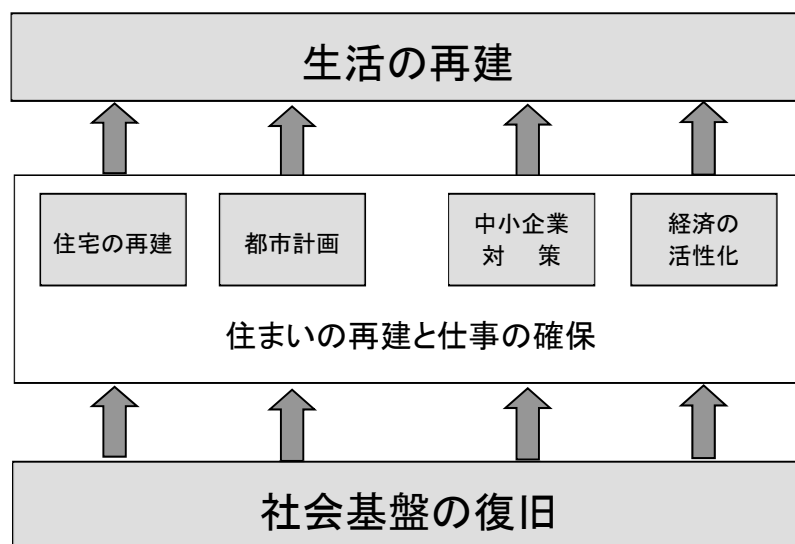 生活の再建
住宅の再建
都市計画
中小企業
対　策
経済の
活性化
住まいの再建と仕事の確保
社会基盤の復旧